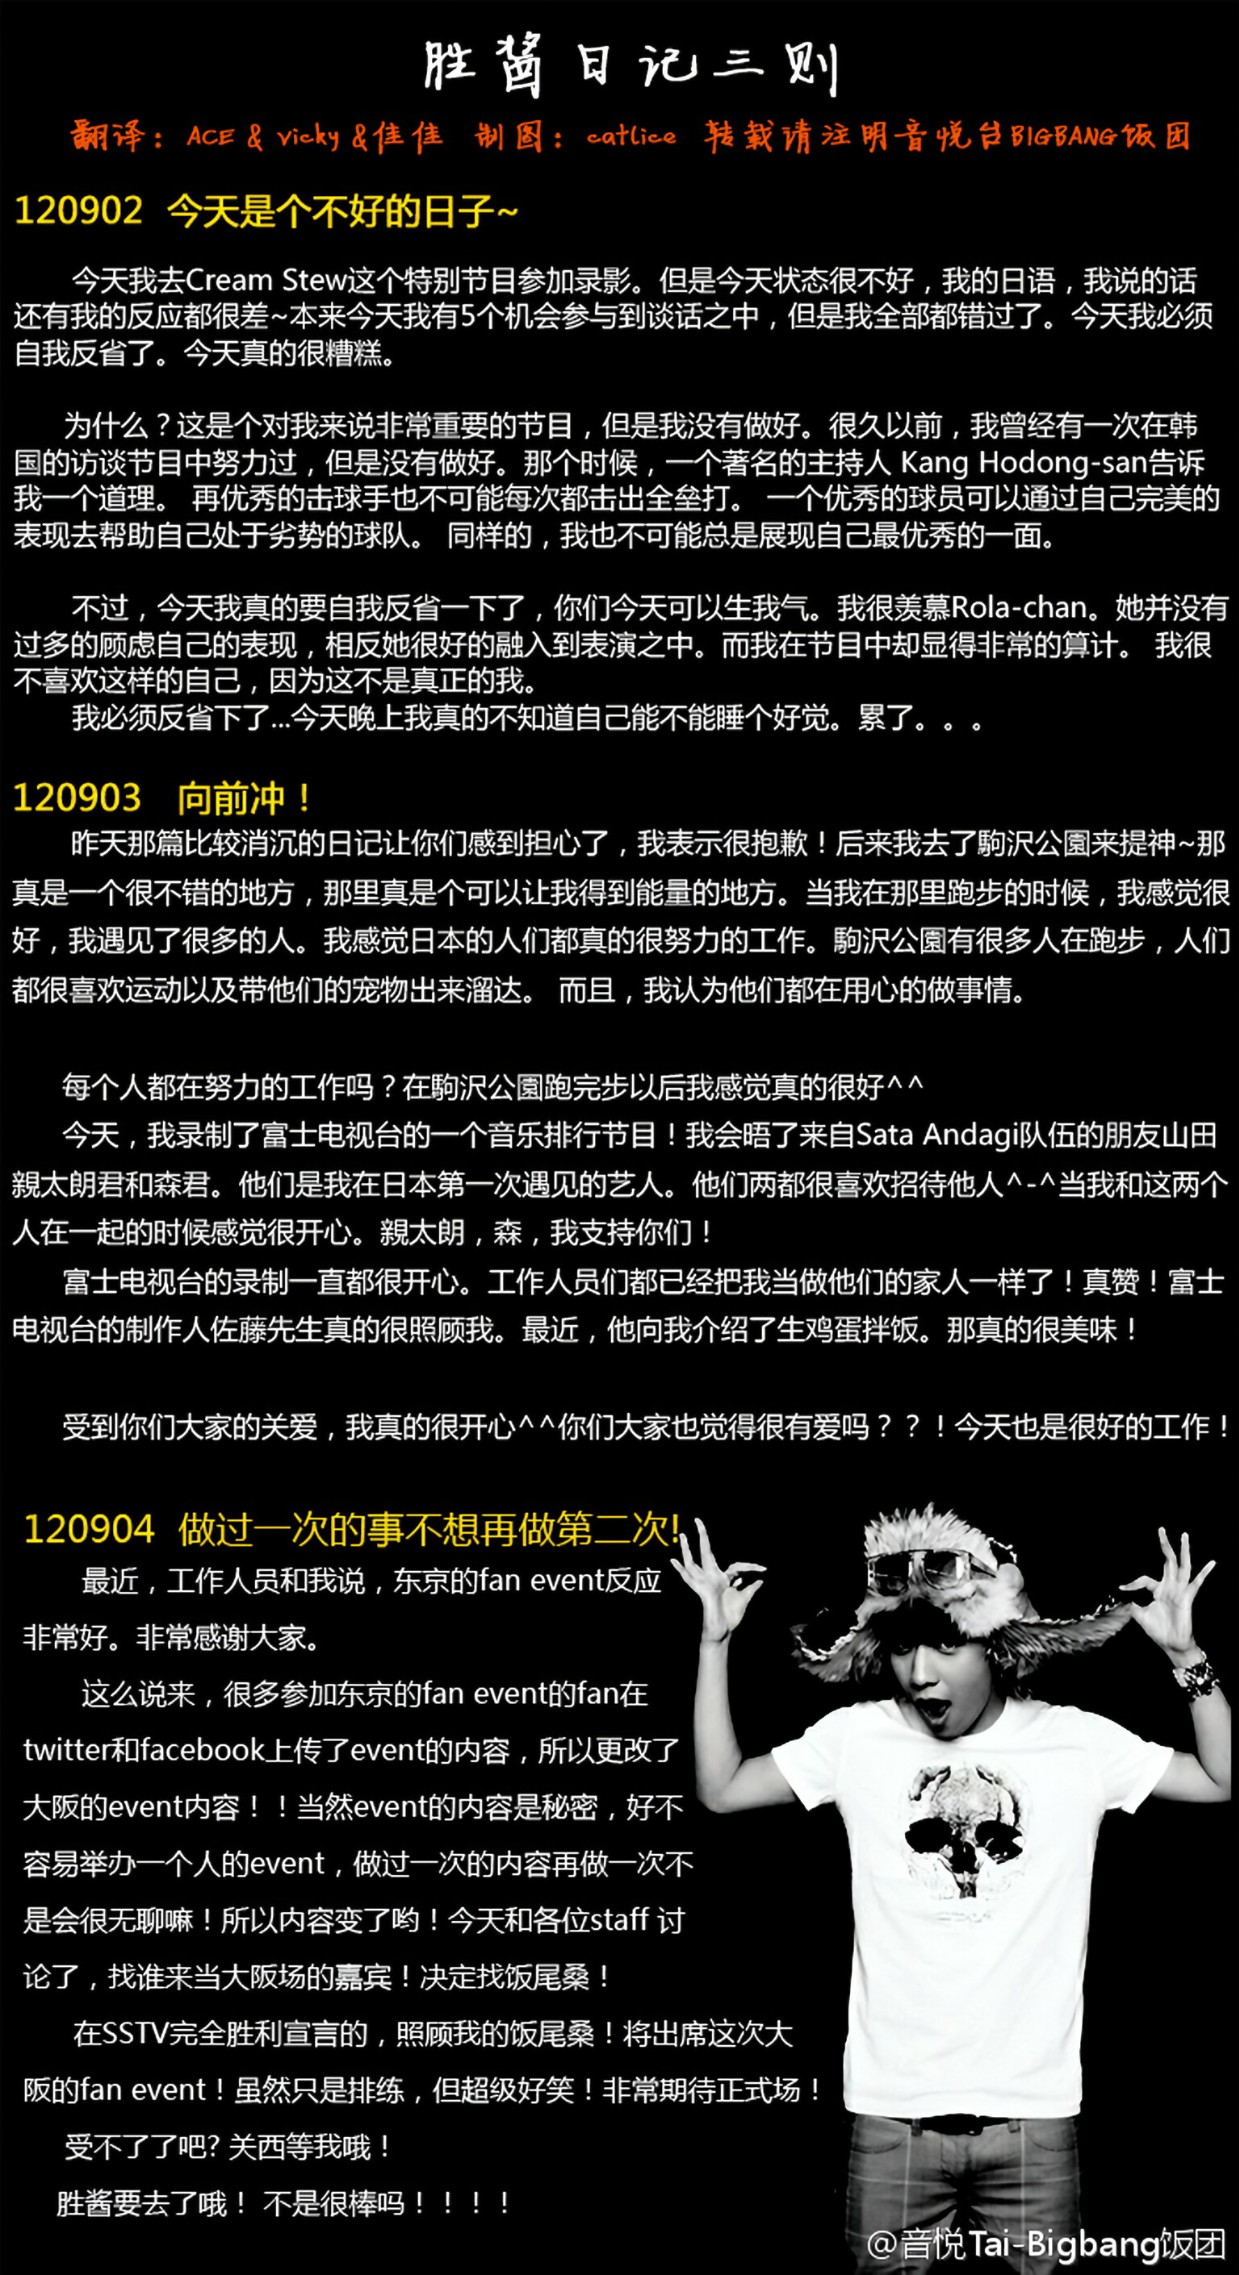 胜酱日记三则
翻译：ACE & vicky &佳佳 制图：catlice 转载请注明音悦台BIGBANG饭团
120902 今天是个不好的日子~
今天我去Cream Stew这个特别节目参加录影。但是今天状态很不好，我的日语，我说的话
还有我的反应都很差~本来今天我有5个机会参与到谈话之中，但是我全部都错过了。今天我必须
自我反省了。今天真的很糟糕。
为什么？这是个对我来说非常重要的节目，但是我没有做好。很久以前，我曾经有一次在韩
国的访谈节目中努力过，但是没有做好。那个时候，一个著名的主持人 Kang Hodong-san告诉
我一个道理。 再优秀的击球手也不可能每次都击出全垒打。 一个优秀的球员可以通过自己完美的
表现去帮助自己处于劣势的球队。 同样的，我也不可能总是展现自己最优秀的一面。
不过，今天我真的要自我反省一下了，你们今天可以生我气。我很羡慕Rola-chan。她并没有
过多的顾虑自己的表现，相反她很好的融入到表演之中。而我在节目中却显得非常的算计。 我很
不喜欢这样的自己，因为这不是真正的我。
我必须反省下了...今天晚上我真的不知道自己能不能睡个好觉。累了。。。
120903 向前冲！
昨天那篇比较消沉的日记让你们感到担心了，我表示很抱歉！后来我去了駒沢公園来提神~那
真是一个很不错的地方，那里真是个可以让我得到能量的地方。当我在那里跑步的时候，我感觉很
好，我遇见了很多的人。我感觉日本的人们都真的很努力的工作。駒沢公園有很多人在跑步，人们
都很喜欢运动以及带他们的宠物出来溜达。 而且，我认为他们都在用心的做事情。
每个人都在努力的工作吗？在駒沢公園跑完步以后我感觉真的很好^^
今天，我录制了富士电视台的一个音乐排行节目！我会晤了来自Sata Andagi队伍的朋友山田
親太朗君和森君。他们是我在日本第一次遇见的艺人。他们两都很喜欢招待他人^-^当我和这两个
人在一起的时候感觉很开心。親太朗，森，我支持你们！
富士电视台的录制一直都很开心。工作人员们都已经把我当做他们的家人一样了！真赞！富士
电视台的制作人佐藤先生真的很照顾我。最近，他向我介绍了生鸡蛋拌饭。那真的很美味！
受到你们大家的关爱，我真的很开心^^你们大家也觉得很有爱吗？？！今天也是很好的工作！
120904 做过一次的事不想再做第二次!
最近，工作人员和我说，东京的fan event反应
非常好。非常感谢大家。
这么说来，很多参加东京的fan event的fan在
twitter和facebook上传了event的内容，所以更改了
大阪的event内容！！当然event的内容是秘密，好不
容易举办一个人的event，做过一次的内容再做一次不
是会很无聊嘛！所以内容变了哟！今天和各位staff 讨
论了，找谁来当大阪场的嘉宾！决定找饭尾桑！
在SSTV完全胜利宣言的，照顾我的饭尾桑！将出席这次大
阪的fan event！虽然只是排练，但超级好笑！非常期待正式场！
受不了了吧? 关西等我哦！
胜酱要去了哦！ 不是很棒吗！！！！
@音悦Tai-Bigbang饭团